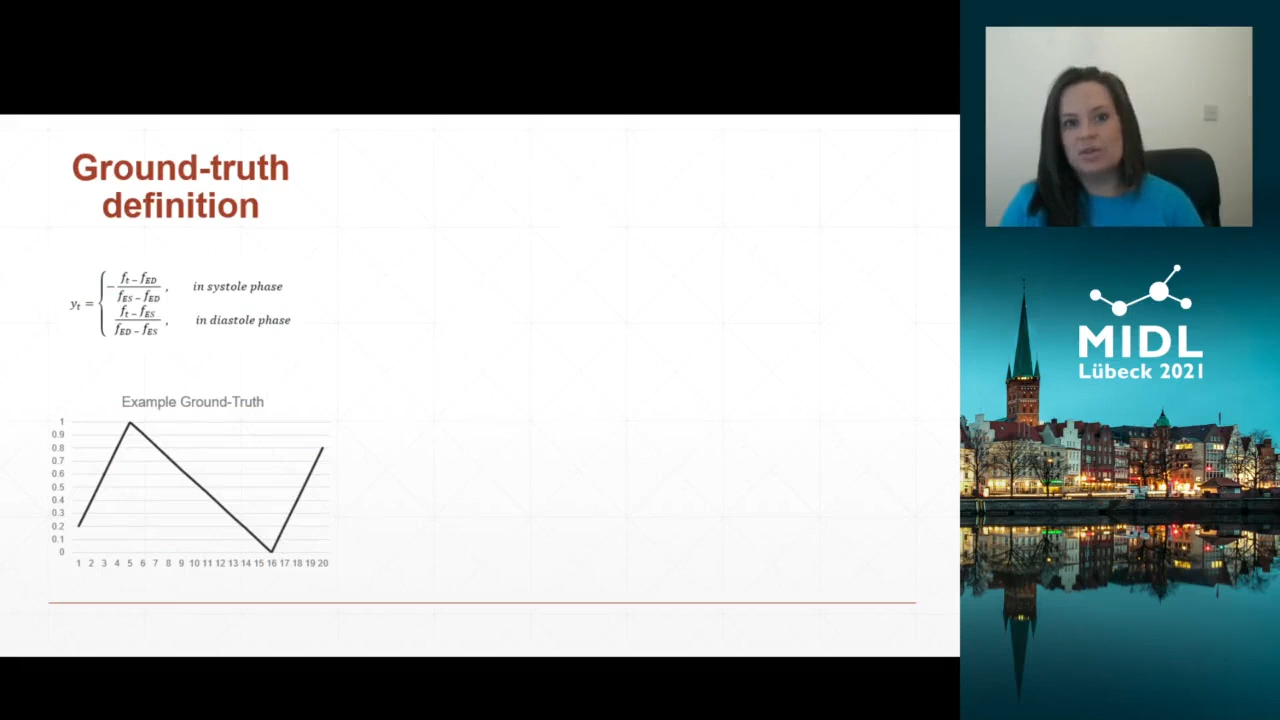 Ground-truth
definition
y_t = { - (f_t - f_ED) / (f_ES - f_ED) , in systole phase
(f_t - f_ES) / (f_ED - f_ES) , in diastole phase
Example Ground-Truth
1
0.9
0.8
0.7
0.6
0.5
0.4
0.3
0.2
0.1
0
1 2 3 4 5 6 7 8 9 10 11 12 13 14 15 16 17 18 19 20
MIDL
Lübeck 2021